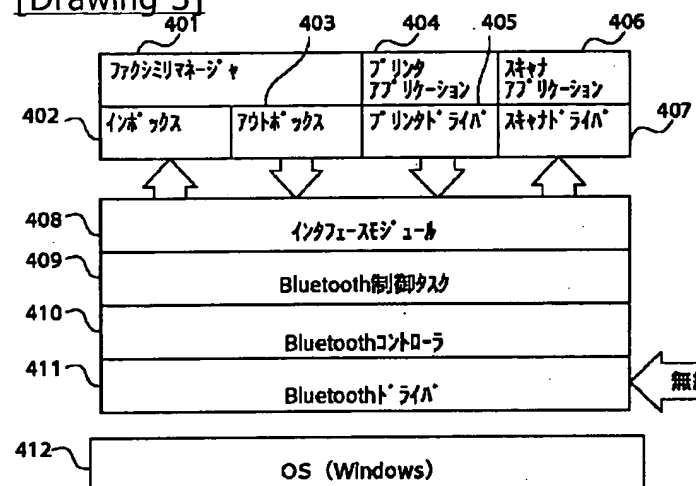 [Drawing 3]
401
403
404
405
406
ファクシミリマネージャ
プリンタ
アプリケーション
スキャナ
アプリケーション
402
インボックス
アウトボックス
プリンタドライバ
スキャナドライバ
407
408
インタフェースモジュール
409
Bluetooth制御タスク
410
Bluetoothコントローラ
411
Bluetoothドライバ
412
OS (Windows)